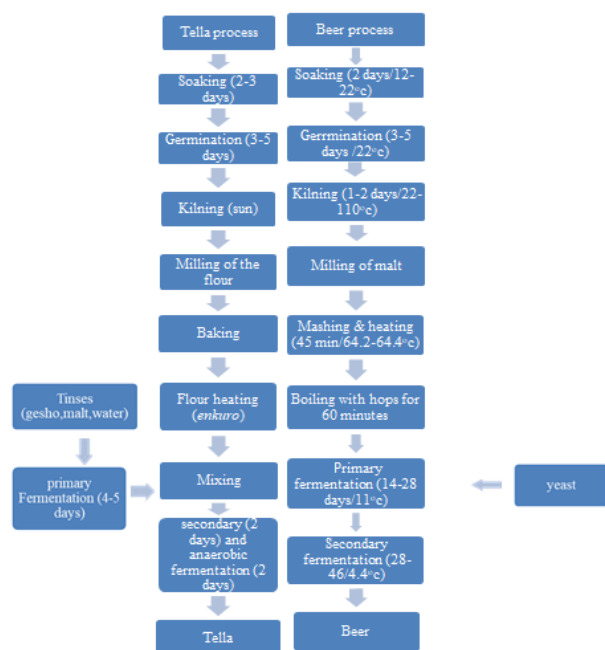 Tella process
Soaking (2-3
days)
Germination (3-5
days)
Kilning (sun)
Milling of the
flour
Baking
Flour heating
(enkuro)
Mixing
secondary (2
days) and
anaerobic
fermentation (2
days)
Tella
Tinses
(gesho,malt,water)
primary
Fermentation (4-5
days)
Beer process
Soaking (2 days/12-
22°c)
Gerrmination (3-5
days /22°c)
Kilning (1-2 days/22-
110°c)
Milling of malt
Mashing & heating
(45 min/64.2-64.4°c)
Boiling with hops for
60 minutes
Primary
fermentation (14-28
days/11°c)
Secondary
fermentation (28-
46/4.4°c)
Beer
yeast